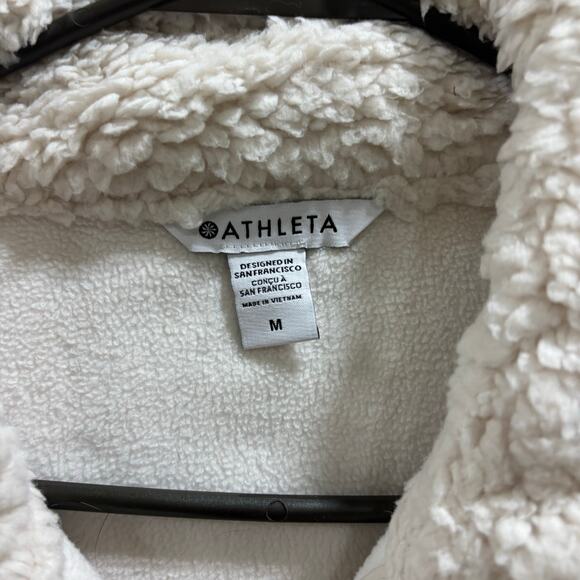 ATHLETA
DESIGNED IN
SAN FRANCISCO
CONÇU À
SAN FRANCISCO
MADE IN VIETNAM
M